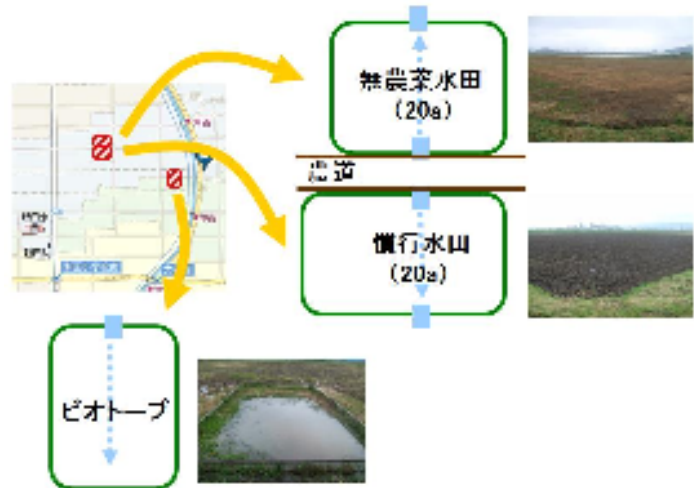 無農薬水田
(20a)
農道
慣行水田
(20a)
ビオトープ